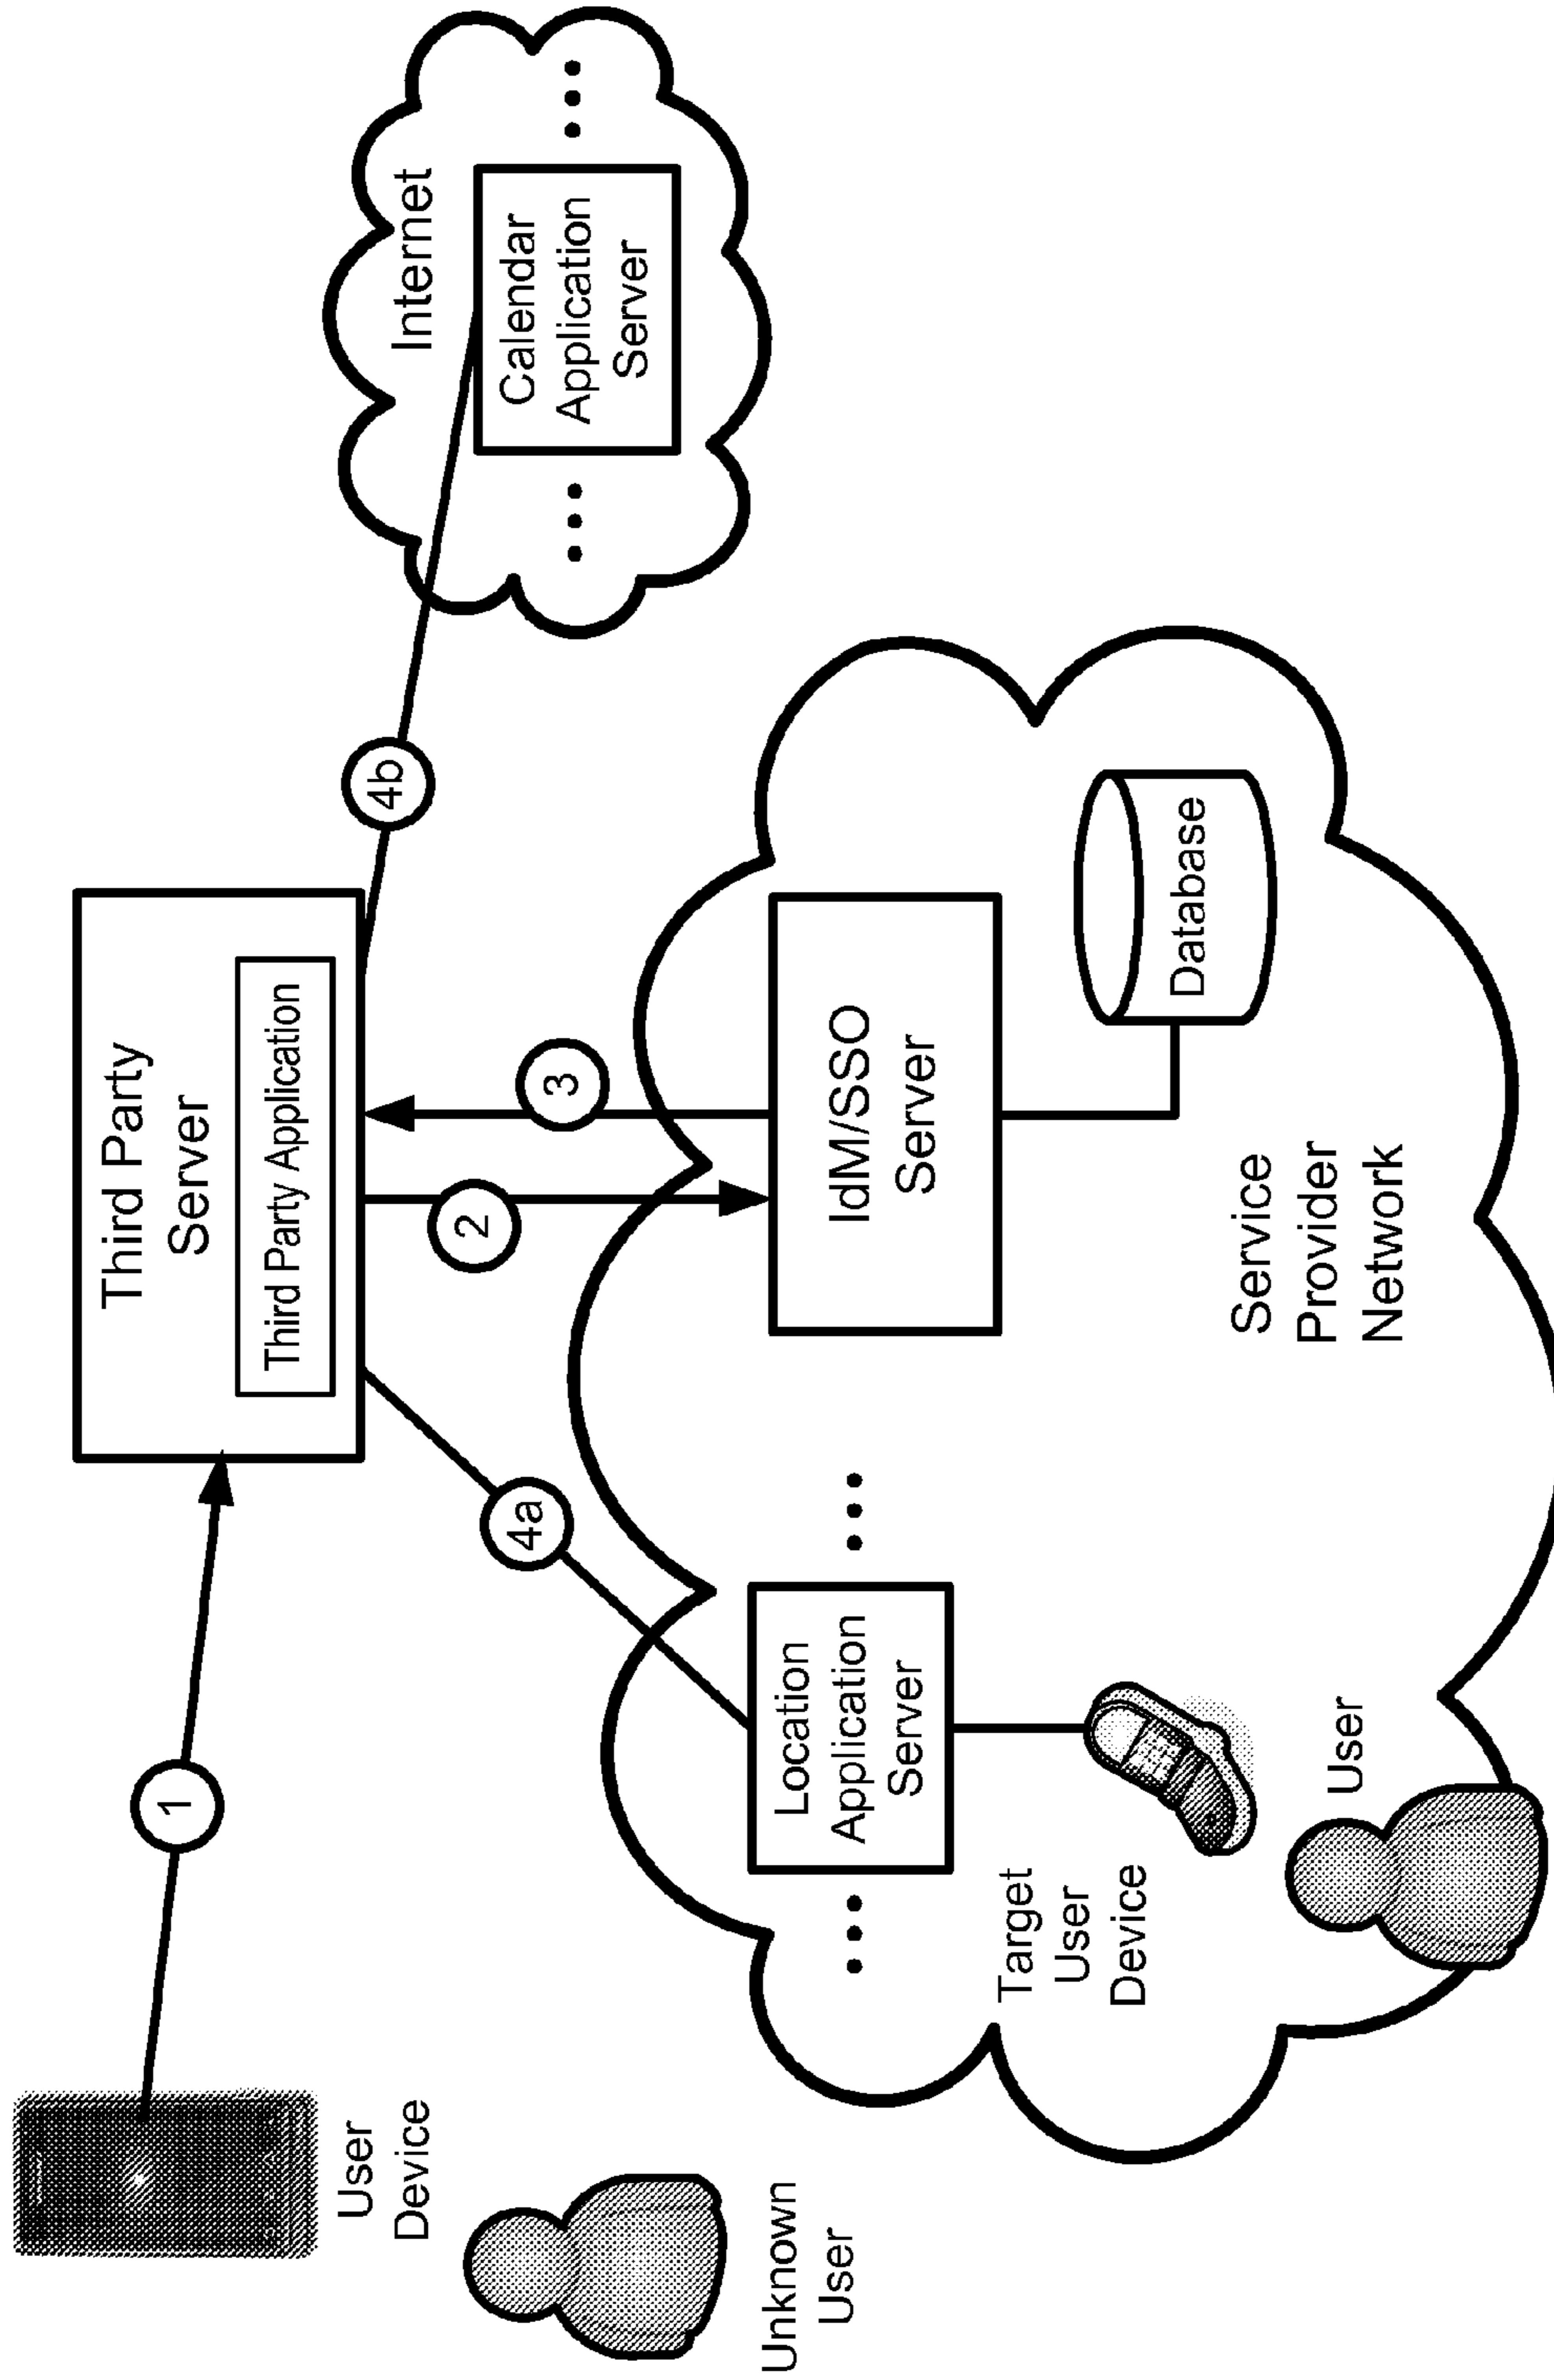 User
Device
1
Unknown
User
Third Party
Server
Third Party Application
4a
2
3
4b
Internet
Calendar
Application
Server
...
...
Location
Application
Server
...
...
Target
User
Device
User
IdM/SSO
Server
Database
Service
Provider
Network